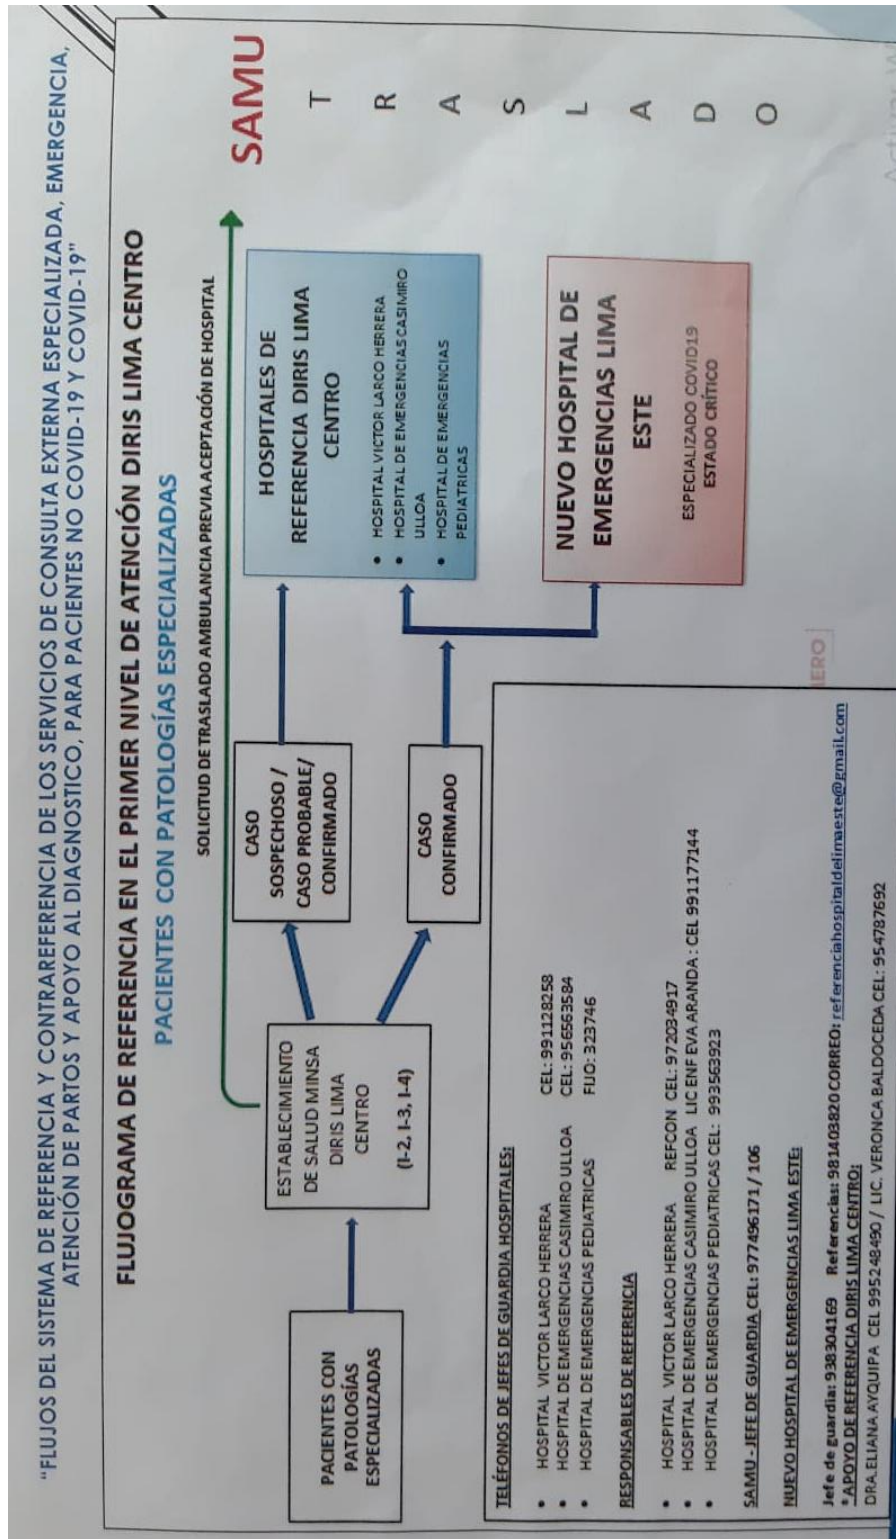 "FLUJOS DEL SISTEMA DE REFERENCIA Y CONTRAREFERENCIA DE LOS SERVICIOS DE CONSULTA EXTERNA ESPECIALIZADA, EMERGENCIA,
ATENCIÓN DE PARTOS Y APOYO AL DIAGNOSTICO, PARA PACIENTES NO COVID-19 Y COVID-19"
FLUJOGRAMA DE REFERENCIA EN EL PRIMER NIVEL DE ATENCIÓN DIRIS LIMA CENTRO
PACIENTES CON PATOLOGÍAS ESPECIALIZADAS
SOLICITUD DE TRASLADO AMBULANCIA PREVIA ACEPTACIÓN DE HOSPITAL
SAMU
T
R
A
S
L
A
D
O
PACIENTES CON
PATOLOGÍAS
ESPECIALIZADAS
ESTABLECIMIENTO
DE SALUD MINSA
DIRIS LIMA
CENTRO
(I-2, I-3, I-4)
CASO
SOSPECHOSO /
CASO PROBABLE/
CONFIRMADO
CASO
CONFIRMADO
HOSPITALES DE
REFERENCIA DIRIS LIMA
CENTRO
• HOSPITAL VICTOR LARCO HERRERA
• HOSPITAL DE EMERGENCIAS CASIMIRO
ULLOA
• HOSPITAL DE EMERGENCIAS
PEDIATRICAS
NUEVO HOSPITAL DE
EMERGENCIAS LIMA
ESTE
ESPECIALIZADO COVID19
ESTADO CRÍTICO
TELÉFONOS DE JEFES DE GUARDIA HOSPITALES:
• HOSPITAL VICTOR LARCO HERRERA CEL: 991128258
• HOSPITAL DE EMERGENCIAS CASIMIRO ULLOA CEL: 956563584
• HOSPITAL DE EMERGENCIAS PEDIATRICAS FIJO: 323746
RESPONSABLES DE REFERENCIA
• HOSPITAL VICTOR LARCO HERRERA REFCON CEL: 972034917
• HOSPITAL DE EMERGENCIAS CASIMIRO ULLOA LIC ENF EVA ARANDA : CEL 991177144
• HOSPITAL DE EMERGENCIAS PEDIATRICAS CEL: 993563923
SAMU - JEFE DE GUARDIA CEL: 977496171 / 106
NUEVO HOSPITAL DE EMERGENCIAS LIMA ESTE:
Jefe de guardia: 938304169 Referencias: 981403820 CORREO: referenciahospitaldelimaeste@gmail.com
*APOYO DE REFERENCIA DIRIS LIMA CENTRO:
DRA.ELIANA AYQUIPA CEL 995248490 / LIC. VERONCA BALDOCEDA CEL: 954787692